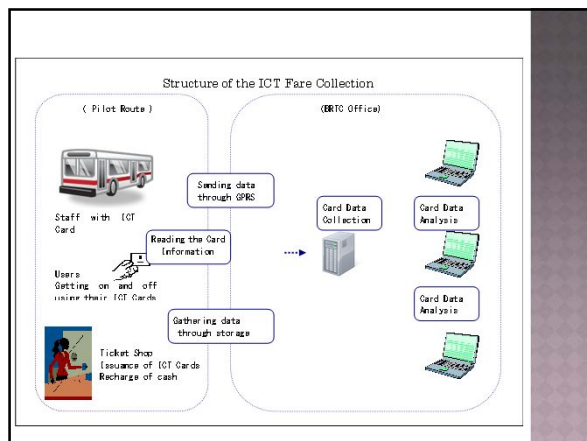 Structure of the ICT Fare Collection
( Pilot Route )
(BRTC Office)
Sending data
through GPRS
Staff with ICT
Card
Card Data
Collection
Card Data
Analysis
Reading the Card
Information
Users
Getting on and off
using their ICT Cards
Card Data
Analysis
Gathering data
through storage
Ticket Shop
Issuance of ICT Cards
Recharge of cash